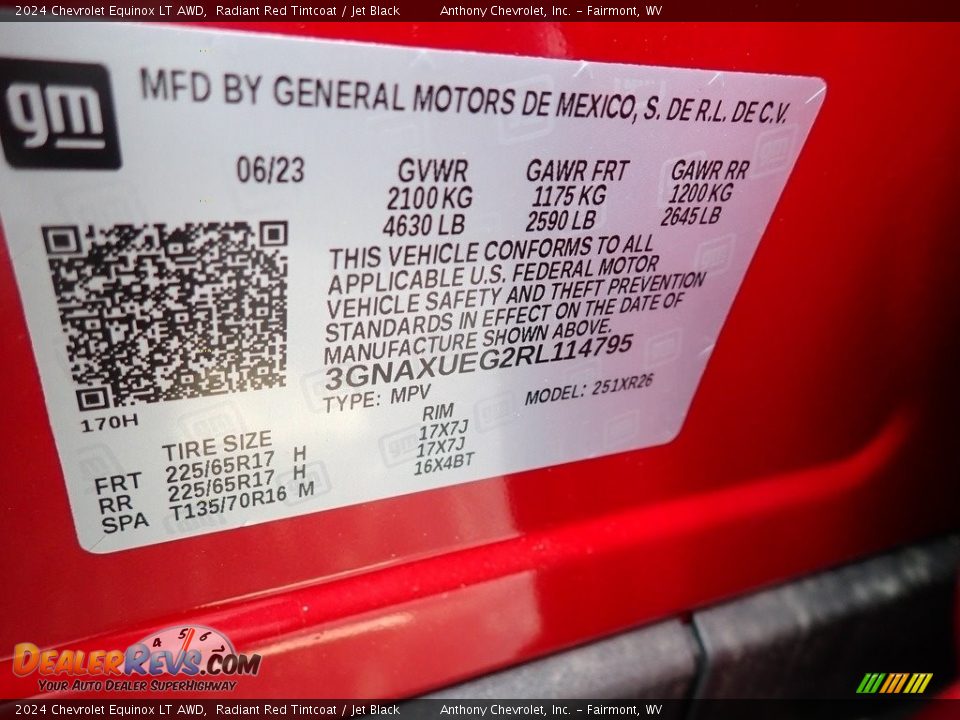 2024 Chevrolet Equinox LT AWD, Radiant Red Tintcoat / Jet Black Anthony Chevrolet, Inc. - Fairmont, WV
gm
MFD BY GENERAL MOTORS DE MEXICO, S. DE R.L. DE C.V.
06/23 GVWR GAWR FRT GAWR RR
2100 KG 1175 KG 1200 KG
4630 LB 2590 LB 2645 LB
THIS VEHICLE CONFORMS TO ALL
APPLICABLE U.S. FEDERAL MOTOR
VEHICLE SAFETY AND THEFT PREVENTION
STANDARDS IN EFFECT ON THE DATE OF
MANUFACTURE SHOWN ABOVE.
3GNAXUEG2RL114795
TYPE: MPV MODEL: 251XR26
170H
TIRE SIZE RIM
FRT 225/65R17 H 17X7J
RR 225/65R17 H 17X7J
SPA T135/70R16 M 16X4BT
4 5 6
DEALERREVS.COM
YOUR AUTO DEALER SUPERHIGHWAY
2024 Chevrolet Equinox LT AWD, Radiant Red Tintcoat / Jet Black Anthony Chevrolet, Inc. - Fairmont, WV